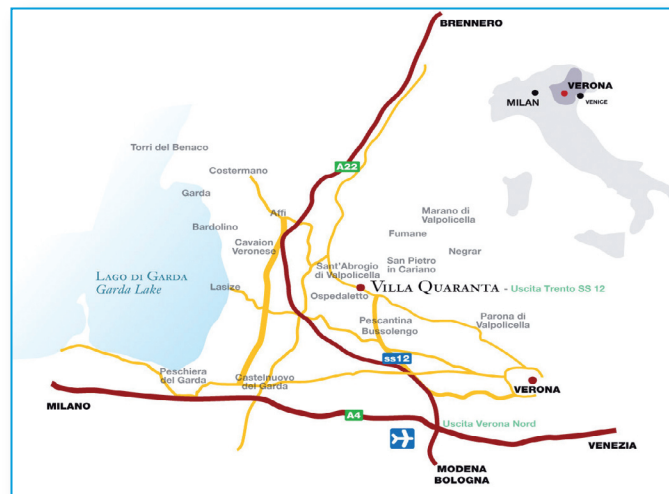 BRENNERO
VERONA
MILAN
VENICE
A22
Torri del Benaco
Costermano
Garda
Affi
Bardolino
Cavaion
Veronese
Marano di
Valpolicella
Fumane
Negrar
San Pietro
in Cariano
Sant'Abrogio
di Valpolicella
LAGO DI GARDA
Garda Lake
Lasize
Ospedaletto
VILLA QUARANTA - Uscita Trento SS 12
Pescantina
Bussolengo
Parona di
Valpolicella
ss12
Peschiera
del Garda
Castelnuovo
del Garda
VERONA
MILANO
A4
Uscita Verona Nord
VENEZIA
MODENA
BOLOGNA